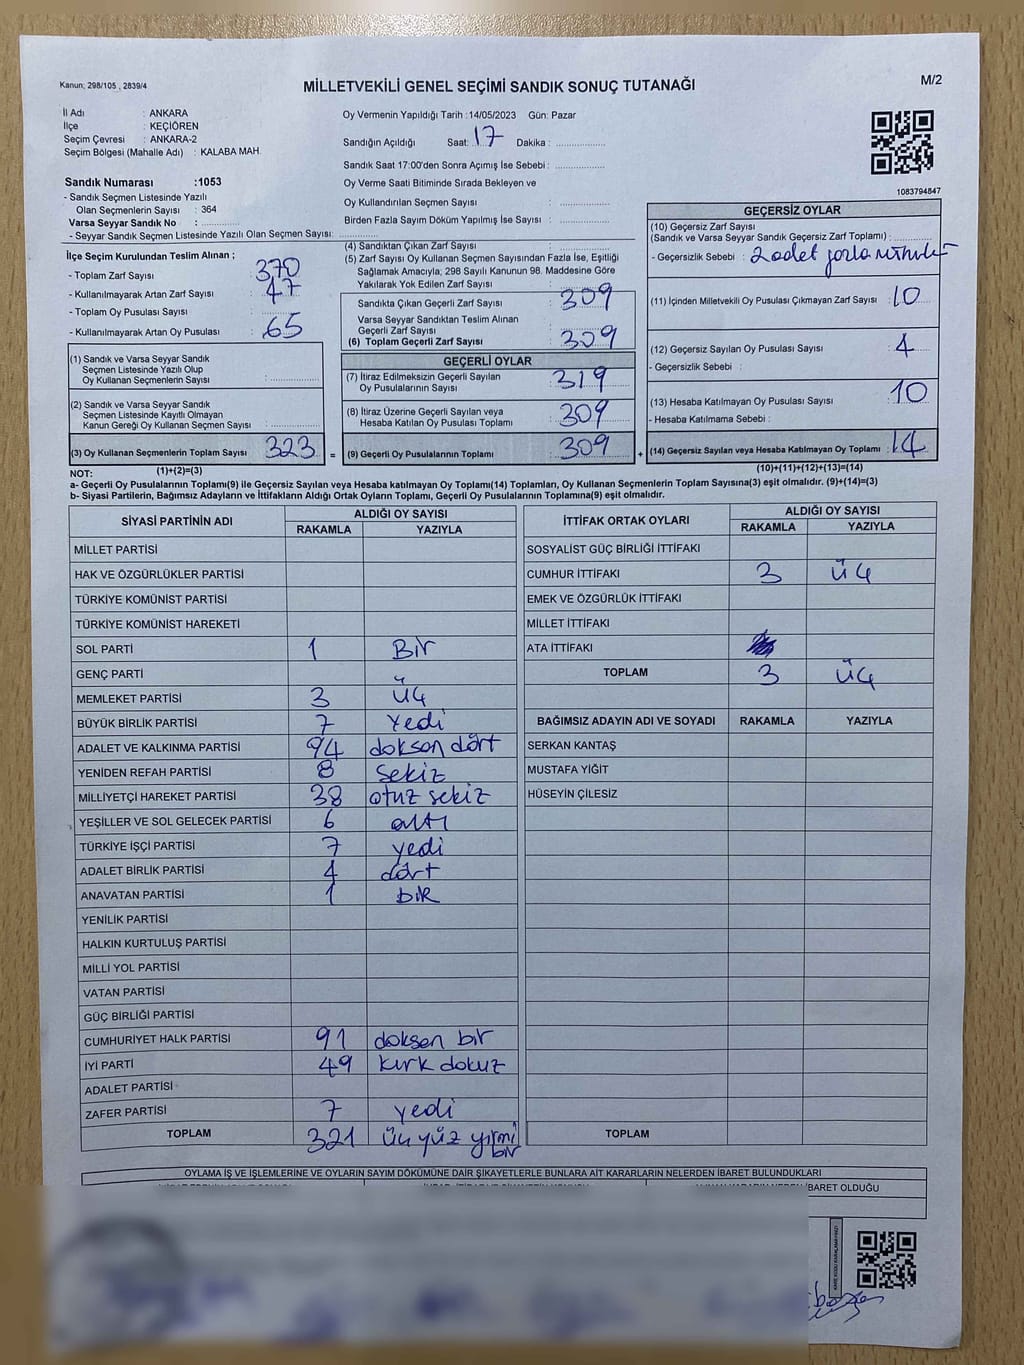 Kanun; 298/105 , 2839/4
MİLLETVEKİLİ GENEL SEÇİMİ SANDIK SONUÇ TUTANAĞI
M/2
İl Adı : ANKARA
İlçe : KEÇİÖREN
Seçim Çevresi : ANKARA-2
Seçim Bölgesi (Mahalle Adı) : KALABA MAH.
Sandık Numarası :1053
- Sandık Seçmen Listesinde Yazılı
Olan Seçmenlerin Sayısı : 364
Varsa Seyyar Sandık No :
- Seyyar Sandık Seçmen Listesinde Yazılı Olan Seçmen Sayısı:
Oy Vermenin Yapıldığı Tarih :14/05/2023 Gün: Pazar
Sandığın Açıldığı Saat: 17 Dakika :
Sandık Saat 17:00'den Sonra Açımış İse Sebebi :
Oy Verme Saati Bitiminde Sırada Bekleyen ve
Oy Kullandırılan Seçmen Sayısı :
Birden Fazla Sayım Döküm Yapılmış İse Sayısı :
1083794847
İlçe Seçim Kurulundan Teslim Alınan ;
- Toplam Zarf Sayısı : 370
- Kullanılmayarak Artan Zarf Sayısı : 47
- Toplam Oy Pusulası Sayısı :
- Kullanılmayarak Artan Oy Pusulası : 65
(1) Sandık ve Varsa Seyyar Sandık
Seçmen Listesinde Yazılı Olup
Oy Kullanan Seçmenlerin Sayısı :
(2) Sandık ve Varsa Seyyar Sandık
Seçmen Listesinde Kayıtlı Olmayan
Kanun Gereği Oy Kullanan Seçmen Sayısı :
(3) Oy Kullanan Seçmenlerin Toplam Sayısı : 323 =
(1)+(2)=(3)
(4) Sandıktan Çıkan Zarf Sayısı :
(5) Zarf Sayısı Oy Kullanan Seçmen Sayısından Fazla İse, Eşitliği
Sağlamak Amacıyla; 298 Sayılı Kanunun 98. Maddesine Göre
Yakılarak Yok Edilen Zarf Sayısı :
Sandıkta Çıkan Geçerli Zarf Sayısı : 309
Varsa Seyyar Sandıktan Teslim Alınan
Geçerli Zarf Sayısı :
(6) Toplam Geçerli Zarf Sayısı : 309
GEÇERLİ OYLAR
(7) İtiraz Edilmeksizin Geçerli Sayılan
Oy Pusulalarının Sayısı : 319
(8) İtiraz Üzerine Geçerli Sayılan veya
Hesaba Katılan Oy Pusulası Toplamı : 309
(9) Geçerli Oy Pusulalarının Toplamı : 309 +
GEÇERSİZ OYLAR
(10) Geçersiz Zarf Sayısı
(Sandık ve Varsa Seyyar Sandık Geçersiz Zarf Toplamı) :
- Geçersizlik Sebebi : 2 adet fazla
(11) İçinden Milletvekili Oy Pusulası Çıkmayan Zarf Sayısı : 10
(12) Geçersiz Sayılan Oy Pusulası Sayısı : 4
- Geçersizlik Sebebi :
(13) Hesaba Katılmayan Oy Pusulası Sayısı : 10
- Hesaba Katılmama Sebebi :
(14) Geçersiz Sayılan veya Hesaba Katılmayan Oy Toplamı : 14
(10)+(11)+(12)+(13)=(14)
NOT:
a- Geçerli Oy Pusulalarının Toplamı(9) ile Geçersiz Sayılan veya Hesaba katılmayan Oy Toplamı(14) Toplamları, Oy Kullanan Seçmenlerin Toplam Sayısına(3) eşit olmalıdır. (9)+(14)=(3)
b- Siyasi Partilerin, Bağımsız Adayların ve İttifakların Aldığı Ortak Oyların Toplamı, Geçerli Oy Pusulalarının Toplamına(9) eşit olmalıdır.
SİYASİ PARTİNİN ADI ALDIĞI OY SAYISI
RAKAMLA YAZIYLA
MİLLET PARTİSİ
HAK VE ÖZGÜRLÜKLER PARTİSİ
TÜRKİYE KOMÜNİST PARTİSİ
TÜRKİYE KOMÜNİST HAREKETİ
SOL PARTİ 1 Bir
GENÇ PARTİ
MEMLEKET PARTİSİ 3 üç
BÜYÜK BİRLİK PARTİSİ 7 Yedi
ADALET VE KALKINMA PARTİSİ 94 doksan dört
YENİDEN REFAH PARTİSİ 8 Sekiz
MİLLİYETÇİ HAREKET PARTİSİ 38 otuz sekiz
YEŞİLLER VE SOL GELECEK PARTİSİ 6 altı
TÜRKİYE İŞÇİ PARTİSİ 7 yedi
ADALET BİRLİK PARTİSİ 4 dört
ANAVATAN PARTİSİ 1 bir
YENİLİK PARTİSİ
HALKIN KURTULUŞ PARTİSİ
MİLLİ YOL PARTİSİ
VATAN PARTİSİ
GÜÇ BİRLİĞİ PARTİSİ
CUMHURİYET HALK PARTİSİ 91 doksan bir
İYİ PARTİ 49 kırk dokuz
ADALET PARTİSİ
ZAFER PARTİSİ 7 yedi
TOPLAM 321 üç yüz yirmi
bir
İTTİFAK ORTAK OYLARI ALDIĞI OY SAYISI
RAKAMLA YAZIYLA
SOSYALİST GÜÇ BİRLİĞİ İTTİFAKI
CUMHUR İTTİFAKI 3 üç
EMEK VE ÖZGÜRLÜK İTTİFAKI
MİLLET İTTİFAKI
ATA İTTİFAKI
TOPLAM 3 üç
BAĞIMSIZ ADAYIN ADI VE SOYADI RAKAMLA YAZIYLA
SERKAN KANTAŞ
MUSTAFA YİĞİT
HÜSEYİN ÇİLESİZ
TOPLAM
OYLAMA İŞ VE İŞLEMLERİNE VE OYLARIN SAYIM DÖKÜMÜNE DAİR ŞİKAYETLERLE BUNLARA AİT KARARLARIN NELERDEN İBARET BULUNDUKLARI
İBARET OLDUĞU